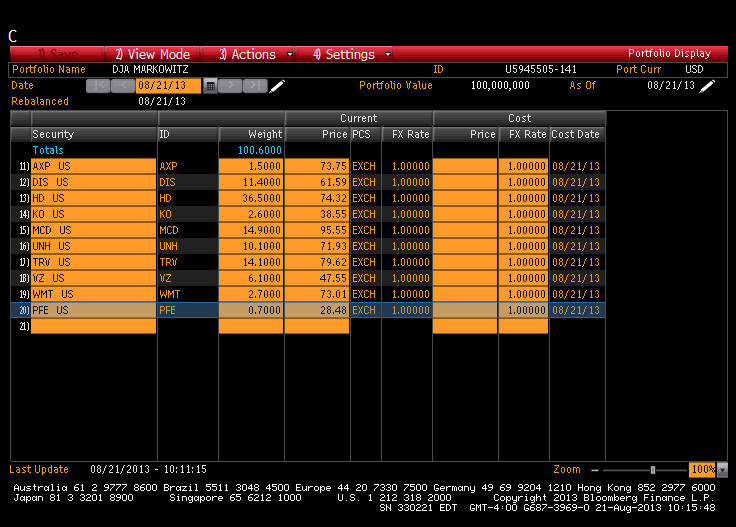 C
1) Save 2) View Mode 3) Actions 4) Settings Portfolio Display
Portfolio Name DJA MARKOWITZ ID U5945505-141 Port Curr USD
Date 08/21/13 Portfolio Value 100,000,000 As Of 08/21/13
Rebalanced 08/21/13
Current Cost
Security ID Weight Price PCS FX Rate Price FX Rate Cost Date
Totals 100.6000
11) AXP US AXP 1.5000 73.75 EXCH 1.00000 1.00000 08/21/13
12) DIS US DIS 11.4000 61.59 EXCH 1.00000 1.00000 08/21/13
13) HD US HD 36.5000 74.32 EXCH 1.00000 1.00000 08/21/13
14) KO US KO 2.6000 38.55 EXCH 1.00000 1.00000 08/21/13
15) MCD US MCD 14.9000 95.55 EXCH 1.00000 1.00000 08/21/13
16) UNH US UNH 10.1000 71.93 EXCH 1.00000 1.00000 08/21/13
17) TRV US TRV 14.1000 79.62 EXCH 1.00000 1.00000 08/21/13
18) VZ US VZ 6.1000 47.55 EXCH 1.00000 1.00000 08/21/13
19) WMT US WMT 2.7000 73.01 EXCH 1.00000 1.00000 08/21/13
20) PFE US PFE 0.7000 28.48 EXCH 1.00000 1.00000 08/21/13
21)
Last Update 08/21/2013 - 10:11:15 Zoom 100%
Australia 61 2 9777 8600 Brazil 5511 3048 4500 Europe 44 20 7330 7500 Germany 49 69 9204 1210 Hong Kong 852 2977 6000
Japan 81 3 3201 8900 Singapore 65 6212 1000 U.S. 1 212 318 2000 Copyright 2013 Bloomberg Finance L.P.
SN 330221 EDT GMT-4:00 G687-3969-0 21-Aug-2013 10:15:48